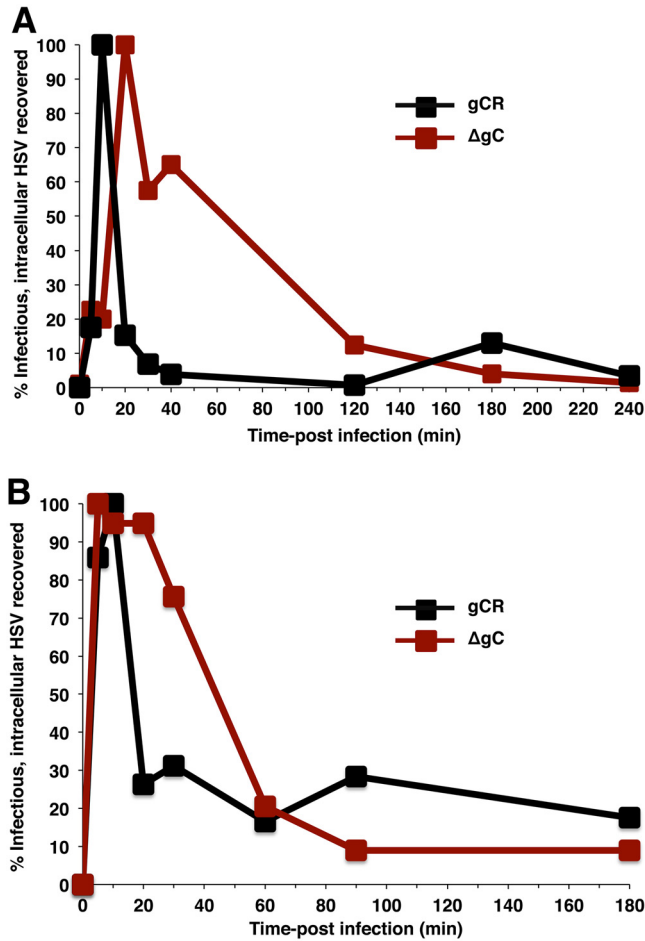 A
% Infectious, intracellular HSV recovered
100
90
80
70
60
50
40
30
20
10
0
gCR
ΔgC
0 20 40 60 80 100 120 140 160 180 200 220 240
Time-post infection (min)
B
% Infectious, intracellular HSV recovered
100
90
80
70
60
50
40
30
20
10
0
gCR
ΔgC
0 20 40 60 80 100 120 140 160 180
Time-post infection (min)